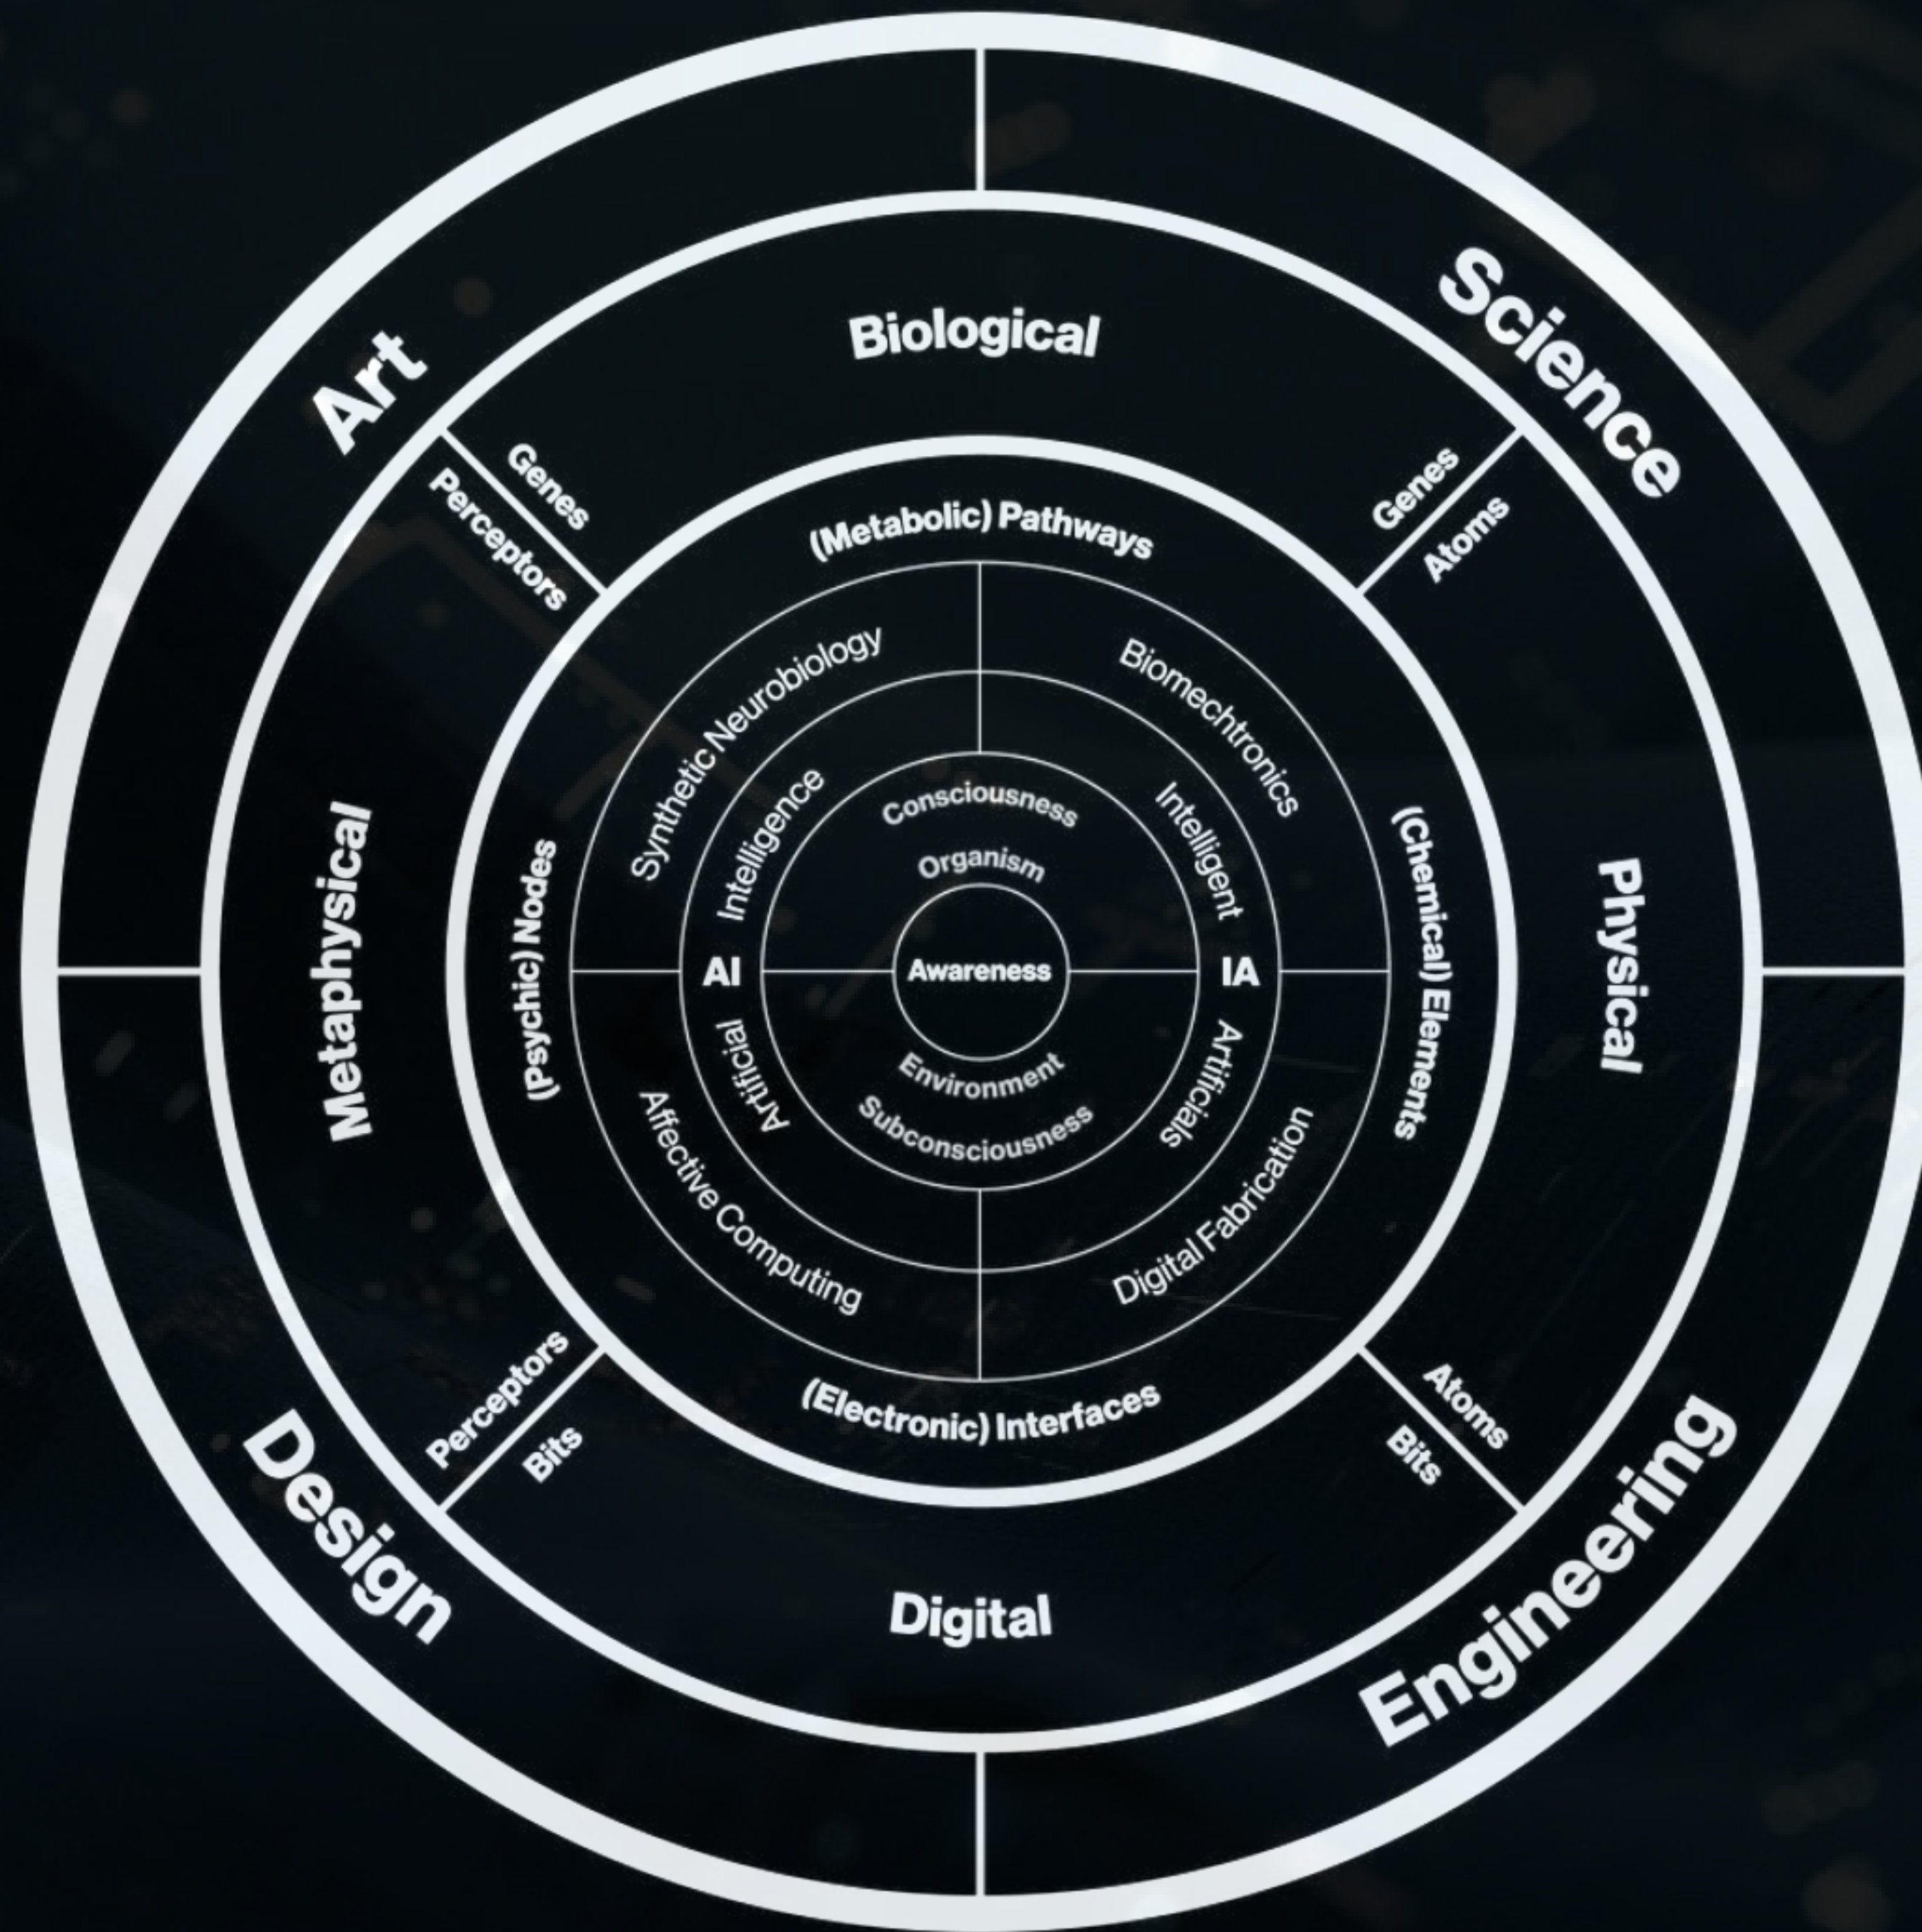 Art
Science
Biological
Genes
Perceptors
Genes
Atoms
(Metabolic) Pathways
Synthetic Neurobiology
Biomechtronics
Intelligence
Intelligent
Consciousness
Organism
Metaphysical
(Psychic) Nodes
AI
Awareness
IA
(Chemical) Elements
Physical
Artificial
Artificials
Environment
Subconsciousness
Affective Computing
Digital Fabrication
(Electronic) Interfaces
Perceptors
Bits
Atoms
Bits
Design
Engineering
Digital